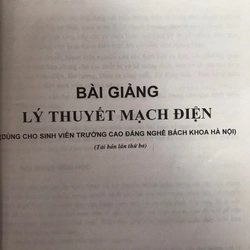 BÀI GIẢNG
LÝ THUYẾT MẠCH ĐIỆN
(DÙNG CHO SINH VIÊN TRƯỜNG CAO ĐẲNG NGHỀ BÁCH KHOA HÀ NỘI)
(Tái bản lần thứ ba)